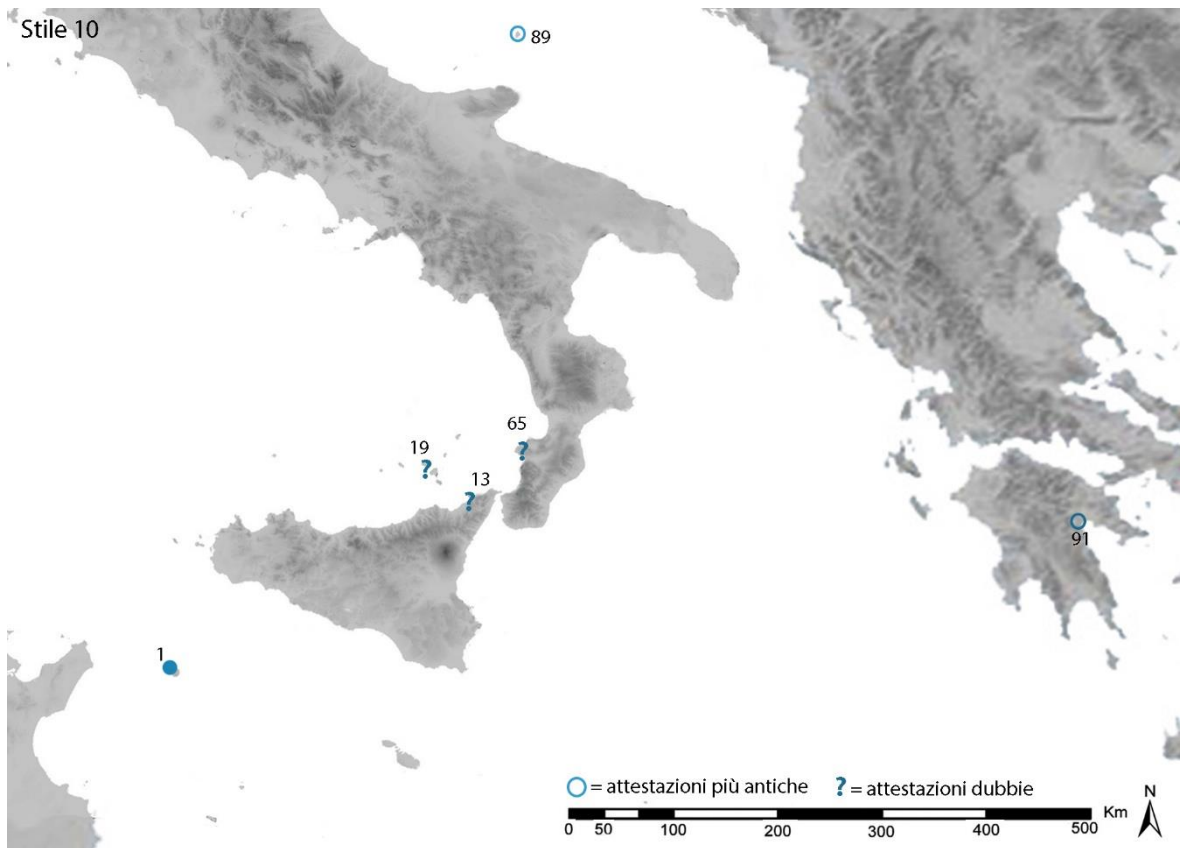 Stile 10
89
65
19
13
91
1
= attestazioni più antiche ? = attestazioni dubbie
N
Km
0 50 100 200 300 400 500